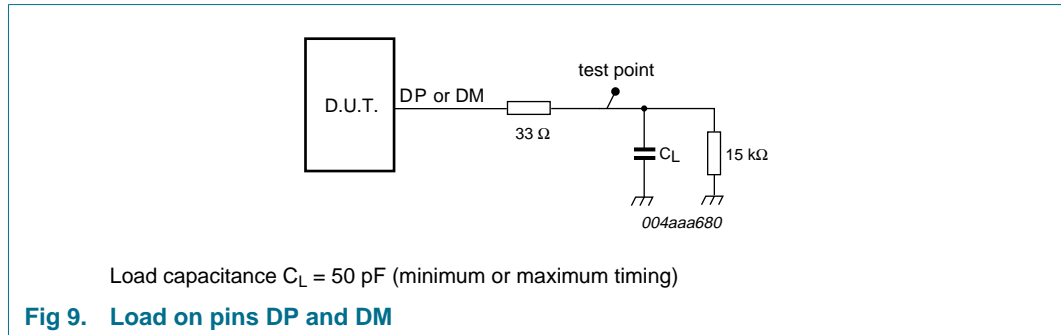 test point
D.U.T.
DP or DM
33 Ω
CL
15 kΩ
004aaa680
Load capacitance CL = 50 pF (minimum or maximum timing)
Fig 9. Load on pins DP and DM